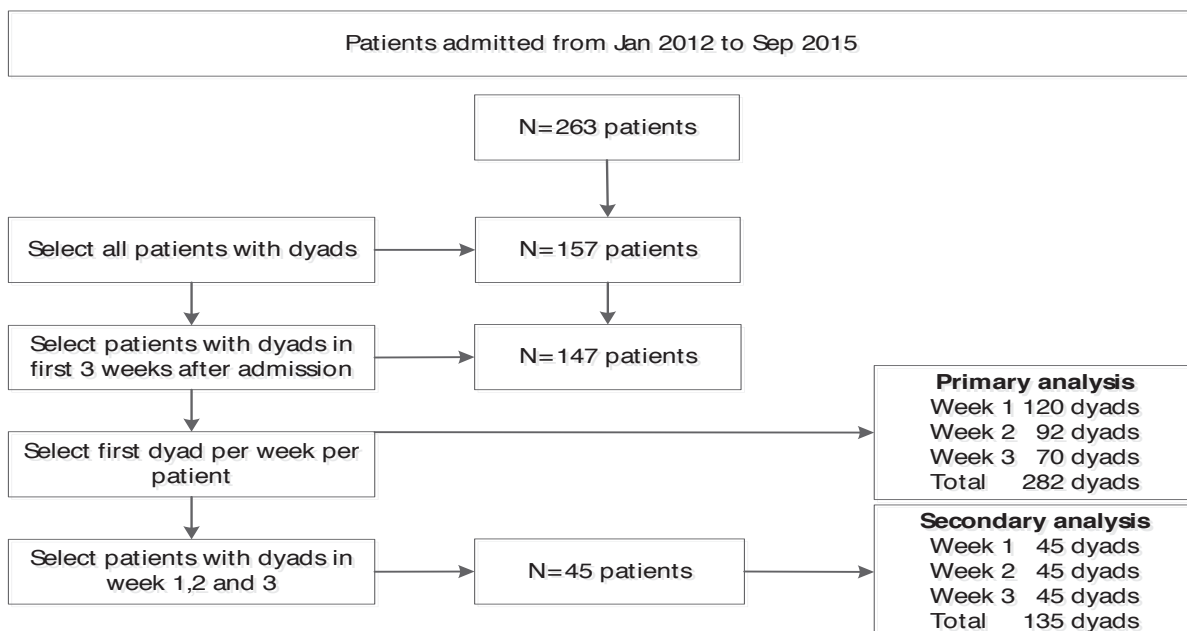 Patients admitted from Jan 2012 to Sep 2015
N=263 patients
Select all patients with dyads
N=157 patients
Select patients with dyads in
first 3 weeks after admission
N=147 patients
Select first dyad per week per
patient
Primary analysis
Week 1 120 dyads
Week 2 92 dyads
Week 3 70 dyads
Total 282 dyads
Select patients with dyads in
week 1,2 and 3
N=45 patients
Secondary analysis
Week 1 45 dyads
Week 2 45 dyads
Week 3 45 dyads
Total 135 dyads